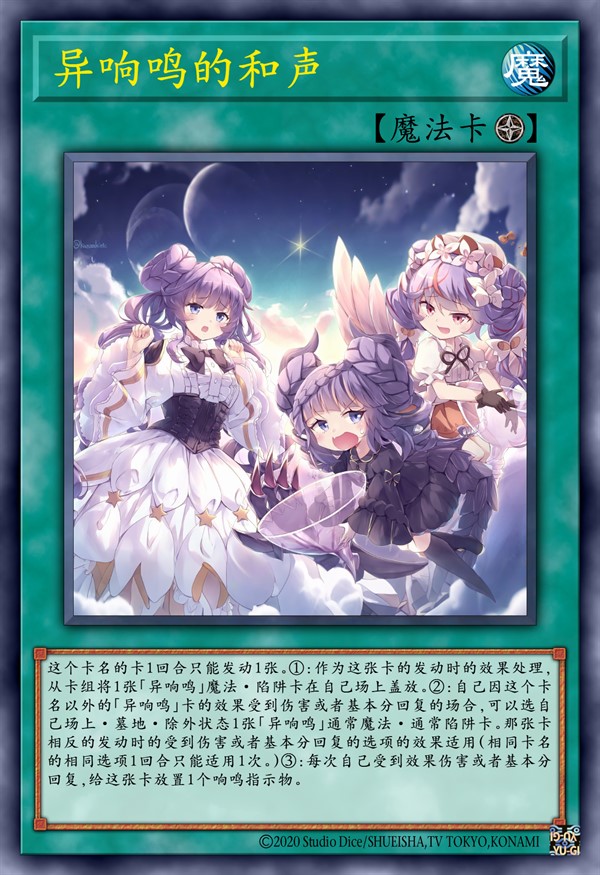 异响鸣的和声
魔
【魔法卡】
这个卡名的卡1回合只能发动1张。①:作为这张卡的发动时的效果处理,
从卡组将1张「异响鸣」魔法·陷阱卡在自己场上盖放。②:自己因这个卡
名以外的「异响鸣」卡的效果受到伤害或者基本分回复的场合,可以选自
己场上·墓地·除外状态1张「异响鸣」通常魔法·通常陷阱卡。那张卡
相反的发动时的受到伤害或者基本分回复的选项的效果适用(相同卡名
的相同选项1回合只能适用1次。)③:每次自己受到效果伤害或者基本分
回复,给这张卡放置1个响鸣指示物。
©2020 Studio Dice/SHUEISHA,TV TOKYO,KONAMI